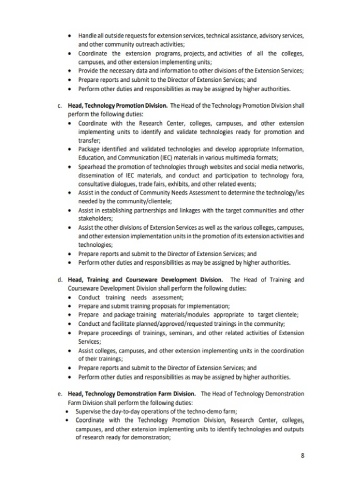 • Handle all outside requests for extension services, technical assistance, advisory services,
and other community outreach activities;
• Coordinate the extension programs, projects, and activities of all the colleges,
campuses, and other extension implementing units;
• Provide the necessary data and information to other divisions of the Extension Services;
• Prepare reports and submit to the Director of Extension Services; and
• Perform other duties and responsibilities as may be assigned by higher authorities.
c. Head, Technology Promotion Division. The Head of the Technology Promotion Division shall
perform the following duties:
• Coordinate with the Research Center, colleges, campuses, and other extension
implementing units to identify and validate technologies ready for promotion and
transfer;
• Package identified and validated technologies and develop appropriate Information,
Education, and Communication (IEC) materials in various multimedia formats;
• Spearhead the promotion of technologies through websites and social media networks,
dissemination of IEC materials, and conduct and participation to technology fora,
consultative dialogues, trade fairs, exhibits, and other related events;
• Assist in the conduct of Community Needs Assessment to determine the technology/ies
needed by the community/clientele;
• Assist in establishing partnerships and linkages with the target communities and other
stakeholders;
• Assist the other divisions of Extension Services as well as the various colleges, campuses,
and other extension implementation units in the promotion of its extension activities and
technologies;
• Prepare reports and submit to the Director of Extension Services; and
• Perform other duties and responsibilities as may be assigned by higher authorities.
d. Head, Training and Courseware Development Division. The Head of Training and
Courseware Development Division shall perform the following duties:
• Conduct training needs assessment;
• Prepare and submit training proposals for implementation;
• Prepare and package training materials/modules appropriate to target clientele;
• Conduct and facilitate planned/approved/requested trainings in the community;
• Prepare proceedings of trainings, seminars, and other related activities of Extension
Services;
• Assist colleges, campuses, and other extension implementing units in the coordination
of their trainings;
• Prepare reports and submit to the Director of Extension Services; and
• Perform other duties and responsibilities as may be assigned by higher authorities.
e. Head, Technology Demonstration Farm Division. The Head of Technology Demonstration
Farm Division shall perform the following duties:
• Supervise the day-to-day operations of the techno-demo farm;
• Coordinate with the Technology Promotion Division, Research Center, colleges,
campuses, and other extension implementing units to identify technologies and outputs
of research ready for demonstration;
8